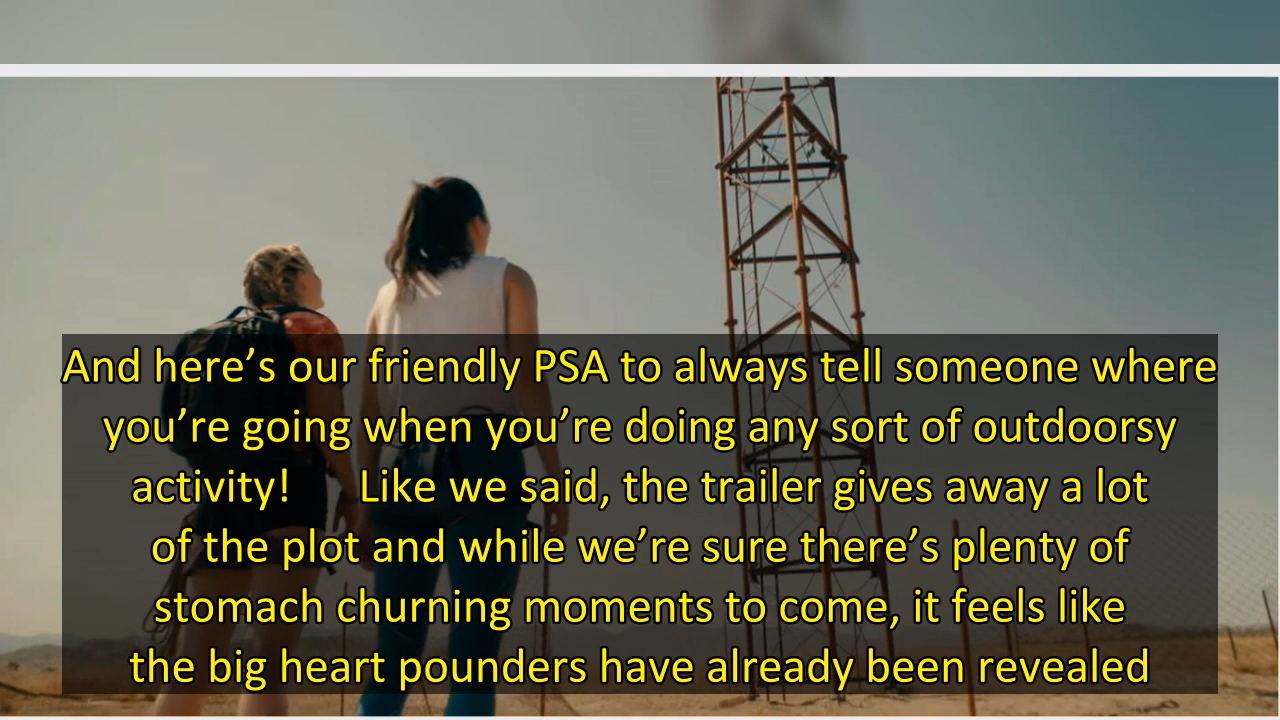 And here’s our friendly PSA to always tell someone where
you’re going when you’re doing any sort of outdoorsy
activity!      Like we said, the trailer gives away a lot
of the plot and while we’re sure there’s plenty of
stomach churning moments to come, it feels like
the big heart pounders have already been revealed